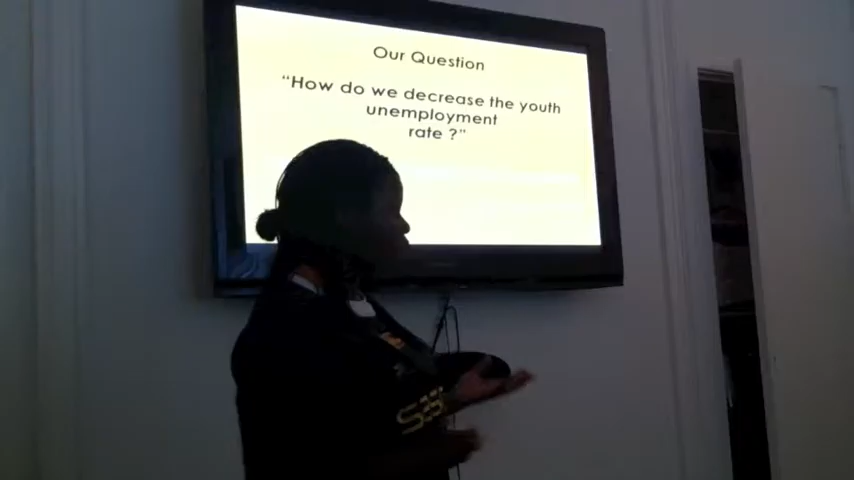 Our Question
“How do we decrease the youth
unemployment
rate ?”